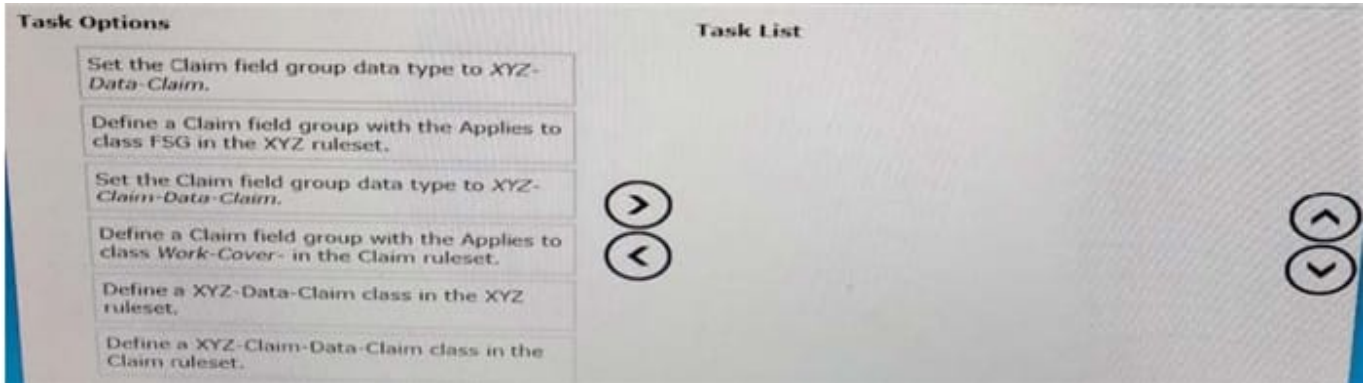 Task Options
Task List
Set the Claim field group data type to XYZ-
Data-Claim.
Define a Claim field group with the Applies to
class FSG in the XYZ ruleset.
Set the Claim field group data type to XYZ-
Claim-Data-Claim.
Define a Claim field group with the Applies to
class Work-Cover- in the Claim ruleset.
Define a XYZ-Data-Claim class in the XYZ
ruleset.
Define a XYZ-Claim-Data-Claim class in the
Claim ruleset.